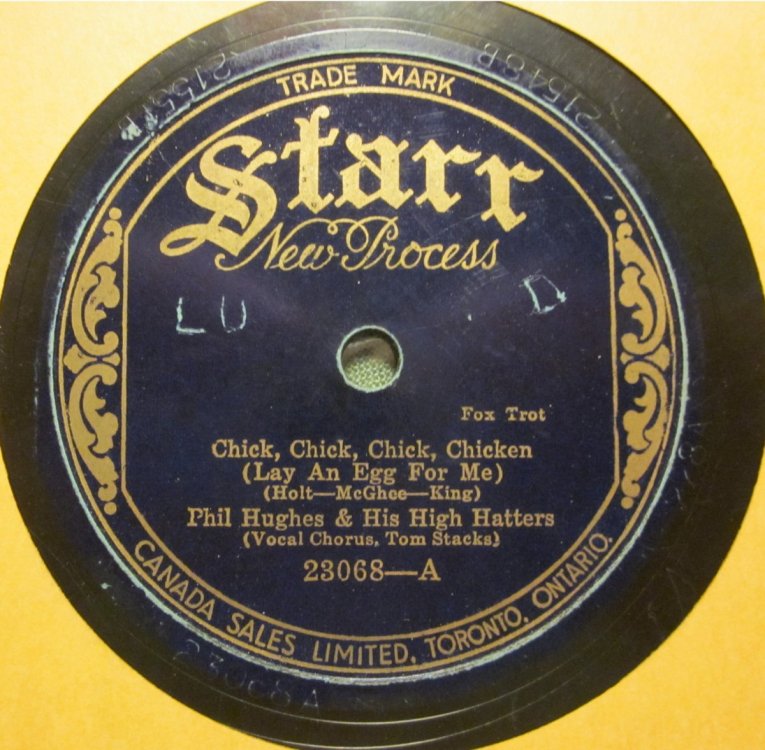 TRADE MARK
Starr
New Process
LU D
Fox Trot
Chick, Chick, Chick, Chicken
(Lay An Egg For Me)
(Holt—McGhee—King)
Phil Hughes & His High Hatters
(Vocal Chorus, Tom Stacks)
23068—A
CANADA SALES LIMITED, TORONTO, ONTARIO.
23068A